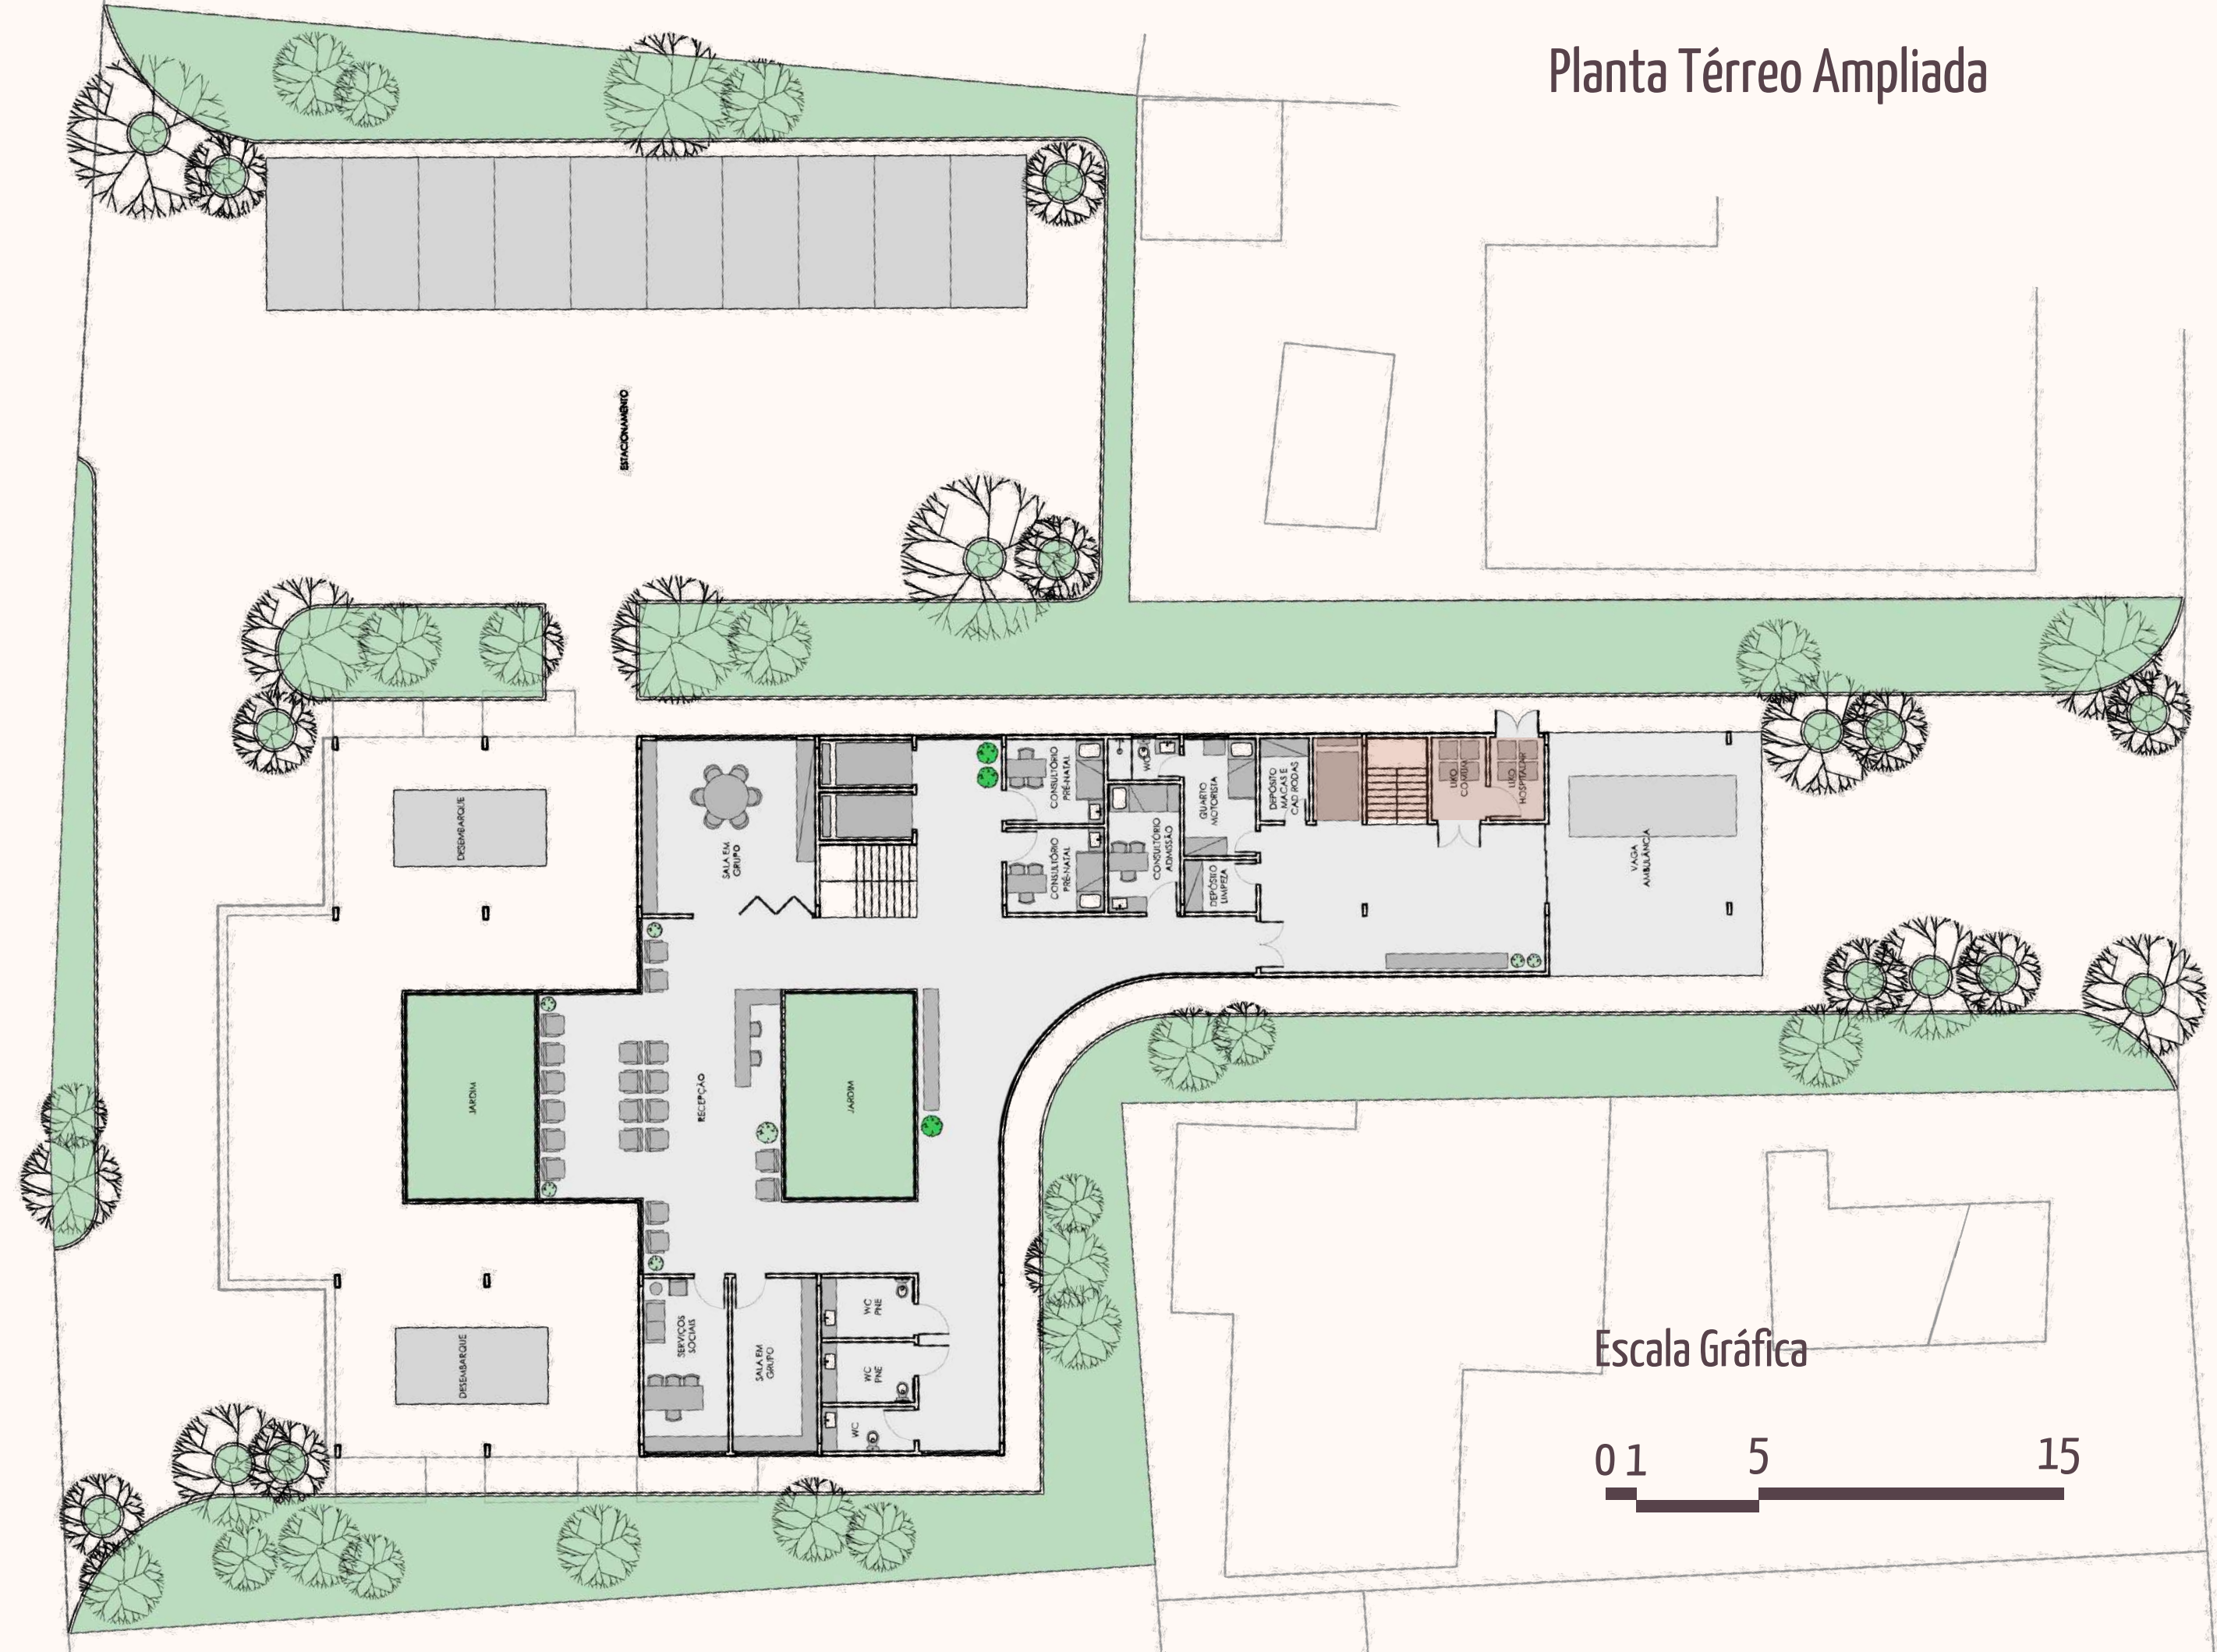 Planta Térreo Ampliada
ESTACIONAMENTO
DESEMBARQUE
SALA EM
GRUPO
CONSULTÓRIO
PRÉ-NATAL
CONSULTÓRIO
PRÉ-NATAL
WC
CONSULTÓRIO
ADMISSÃO
QUARTO
MOTORISTA
DEPÓSITO
LIMPEZA
DEPÓSITO
MACAS E
CAD RODAS
LIXO
COMUM
LIXO
HOSPITALAR
VAGA
AMBULÂNCIA
JARDIM
RECEPÇÃO
JARDIM
DESEMBARQUE
SERVIÇOS
SOCIAIS
SALA EM
GRUPO
WC
PNE
WC
PNE
WC
Escala Gráfica
0 1 5 15